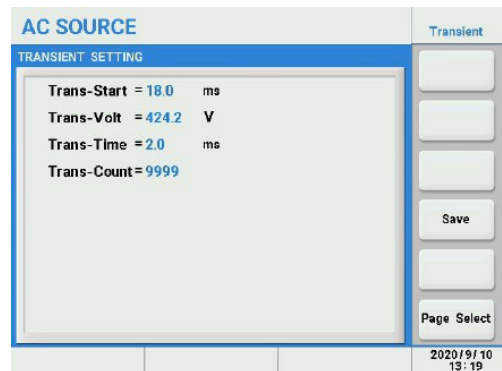 AC SOURCE
Transient
TRANSIENT SETTING
Trans-Start = 18.0 ms
Trans-Volt = 424.2 V
Trans-Time = 2.0 ms
Trans-Count= 9999
Save
Page Select
2020/9/10
13:19